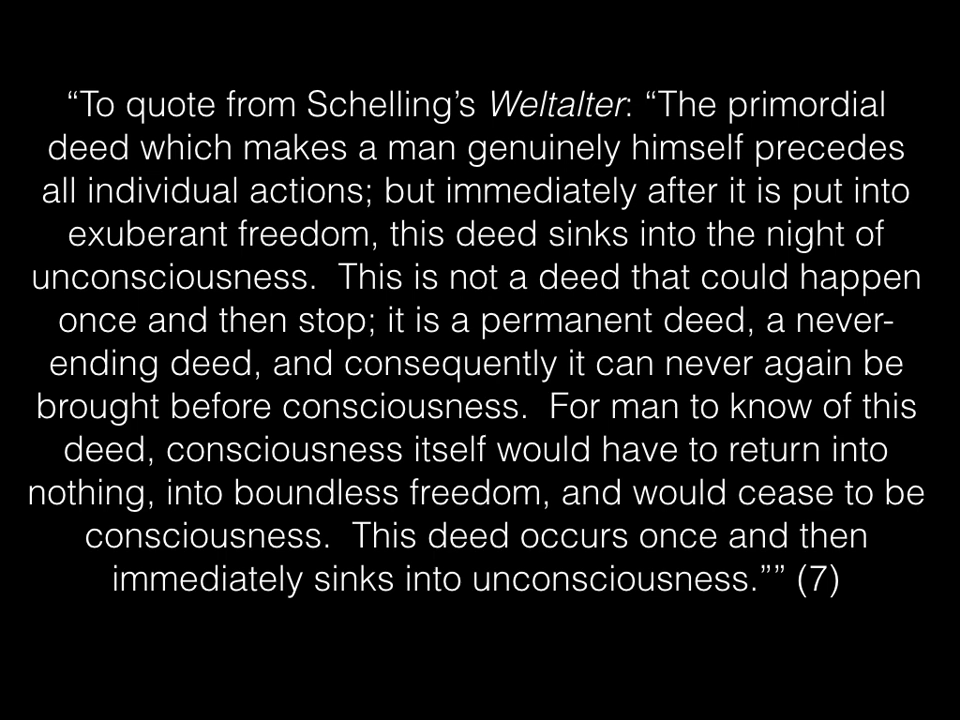 “To quote from Schelling’s Weltalter: “The primordial
deed which makes a man genuinely himself precedes
all individual actions; but immediately after it is put into
exuberant freedom, this deed sinks into the night of
unconsciousness.  This is not a deed that could happen
once and then stop; it is a permanent deed, a never-
ending deed, and consequently it can never again be
brought before consciousness.  For man to know of this
deed, consciousness itself would have to return into
nothing, into boundless freedom, and would cease to be
consciousness.  This deed occurs once and then
immediately sinks into unconsciousness.”” (7)